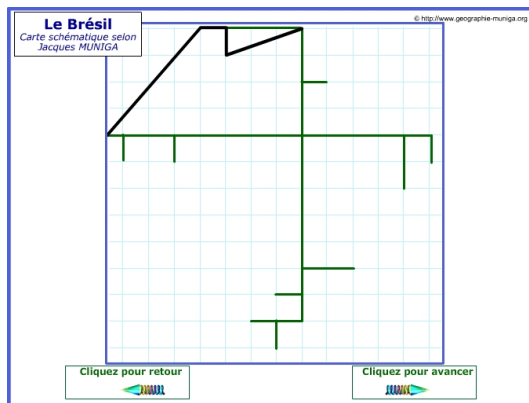 © http://www.geographie-muniga.org
Le Brésil
Carte schématique selon
Jacques MUNIGA
Cliquez pour retour
Cliquez pour avancer